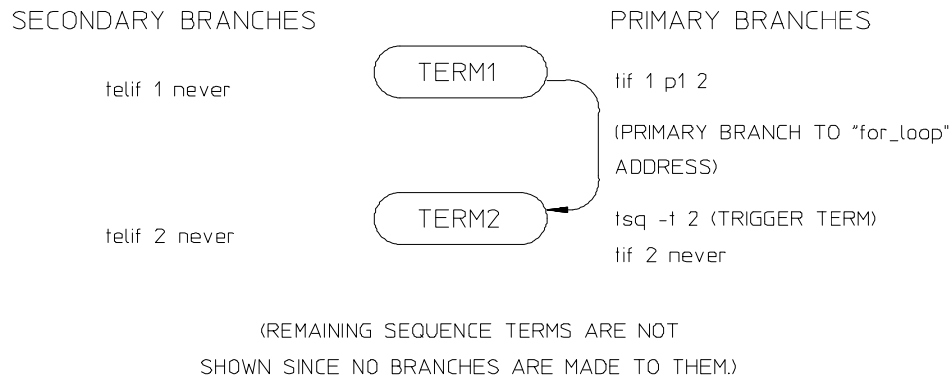 SECONDARY BRANCHES
PRIMARY BRANCHES
telif 1 never
TERM1
tif 1 p1 2
(PRIMARY BRANCH TO "for_loop"
ADDRESS)
telif 2 never
TERM2
tsq -t 2 (TRIGGER TERM)
tif 2 never
(REMAINING SEQUENCE TERMS ARE NOT
SHOWN SINCE NO BRANCHES ARE MADE TO THEM.)